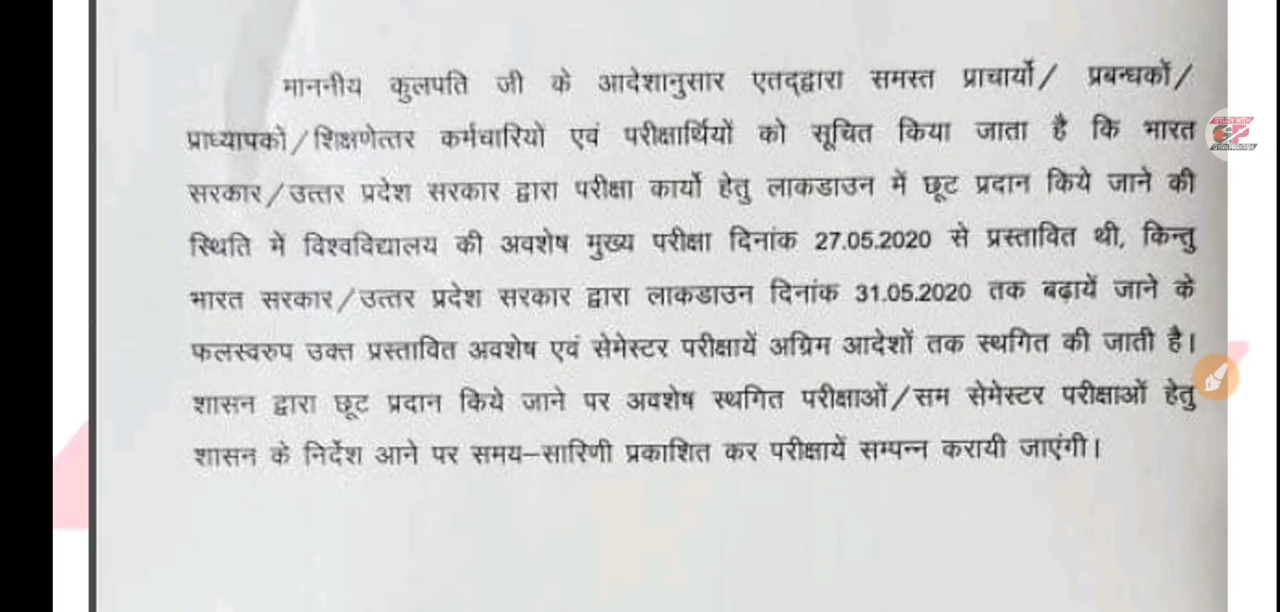 माननीय कुलपति जी के आदेशानुसार एतद्द्वारा समस्त प्राचार्यो/ प्रबन्धकों/
प्राध्यापको/शिक्षणेत्तर कर्मचारियो एवं परीक्षार्थियों को सूचित किया जाता है कि भारत
सरकार/उत्तर प्रदेश सरकार द्वारा परीक्षा कार्यो हेतु लाकडाउन में छूट प्रदान किये जाने की
स्थिति में विश्वविद्यालय की अवशेष मुख्य परीक्षा दिनांक 27.05.2020 से प्रस्तावित थी, किन्तु
भारत सरकार/उत्तर प्रदेश सरकार द्वारा लाकडाउन दिनांक 31.05.2020 तक बढ़ायें जाने के
फलस्वरुप उक्त प्रस्तावित अवशेष एवं सेमेस्टर परीक्षायें अग्रिम आदेशों तक स्थगित की जाती है।
शासन द्वारा छूट प्रदान किये जाने पर अवशेष स्थगित परीक्षाओं/सम सेमेस्टर परीक्षाओं हेतु
शासन के निर्देश आने पर समय-सारिणी प्रकाशित कर परीक्षायें सम्पन्न करायी जाएंगी।
STUDY WITH